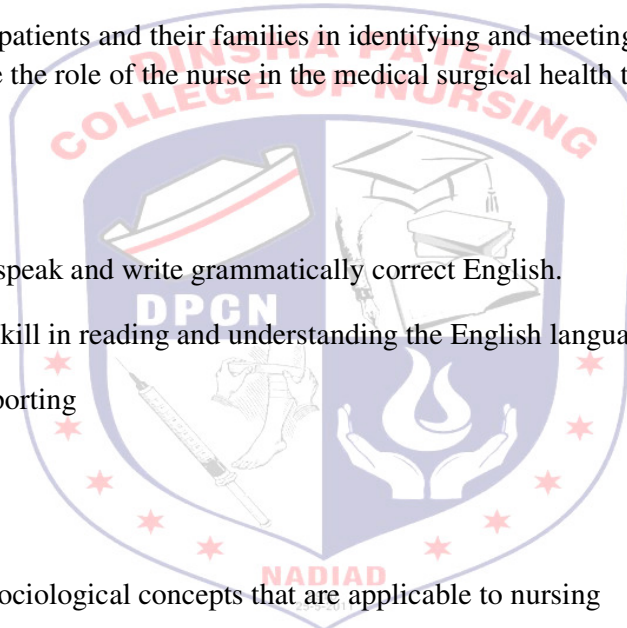 patients and their families in identifying and meeting
the role of the nurse in the medical surgical health
DINSHA PATEL
COLLEGE OF NURSING
speak and write grammatically correct English.
DPCN
kill in reading and understanding the English langua
porting
NADIAD
ociological concepts that are applicable to nursing